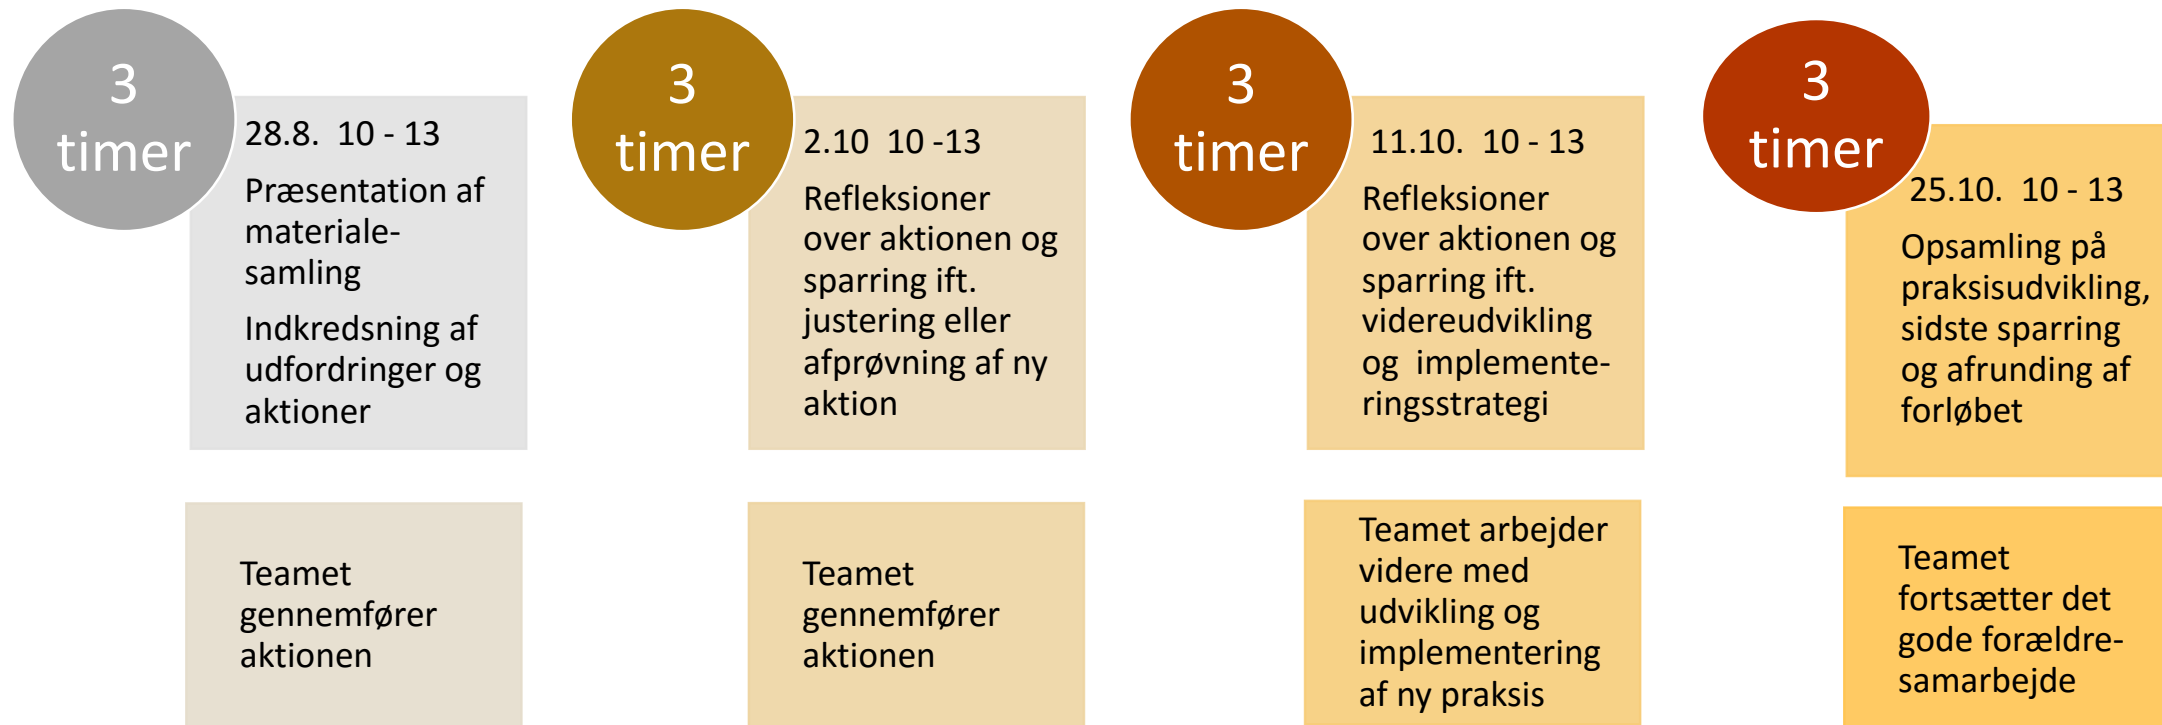 3
timer
28.8.  10 - 13
Præsentation af
materiale-
samling
Indkredsning af
udfordringer og
aktioner
Teamet
gennemfører
aktionen
3
timer
2.10  10 -13
Refleksioner
over aktionen og
sparring ift.
justering eller
afprøvning af ny
aktion
Teamet
gennemfører
aktionen
3
timer
11.10.  10 - 13
Refleksioner
over aktionen og
sparring ift.
videreudvikling
og  implemente-
ringsstrategi
Teamet arbejder
videre med
udvikling og
implementering
af ny praksis
3
timer
25.10.  10 - 13
Opsamling på
praksisudvikling,
sidste sparring
og afrunding af
forløbet
Teamet
fortsætter det
gode forældre-
samarbejde